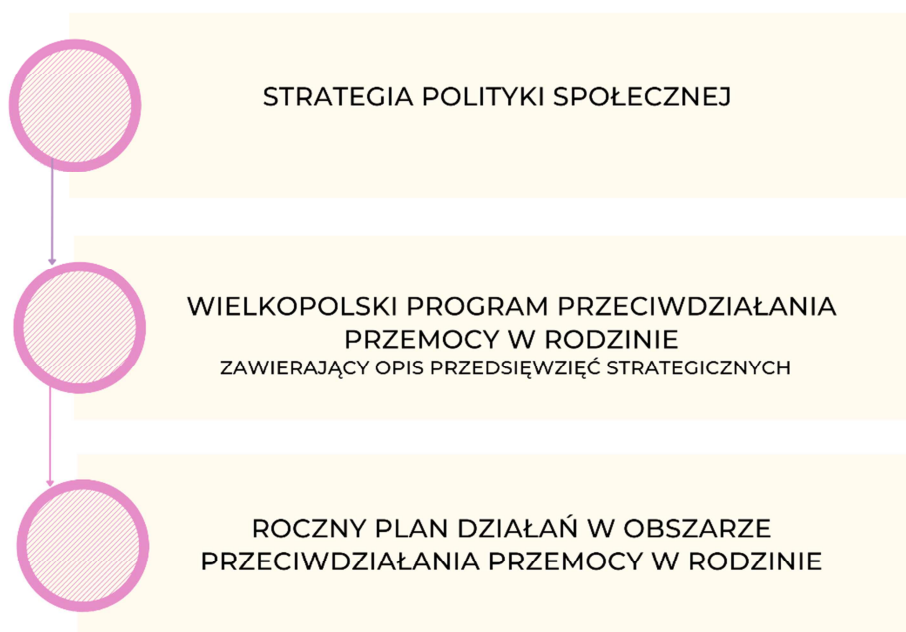 STRATEGIA POLITYKI SPOŁECZNEJ
WIELKOPOLSKI PROGRAM PRZECIWDZIAŁANIA
PRZEMOCY W RODZINIE
ZAWIERAJĄCY OPIS PRZEDSIĘWZIĘĆ STRATEGICZNYCH
ROCZNY PLAN DZIAŁAŃ W OBSZARZE
PRZECIWDZIAŁANIA PRZEMOCY W RODZINIE